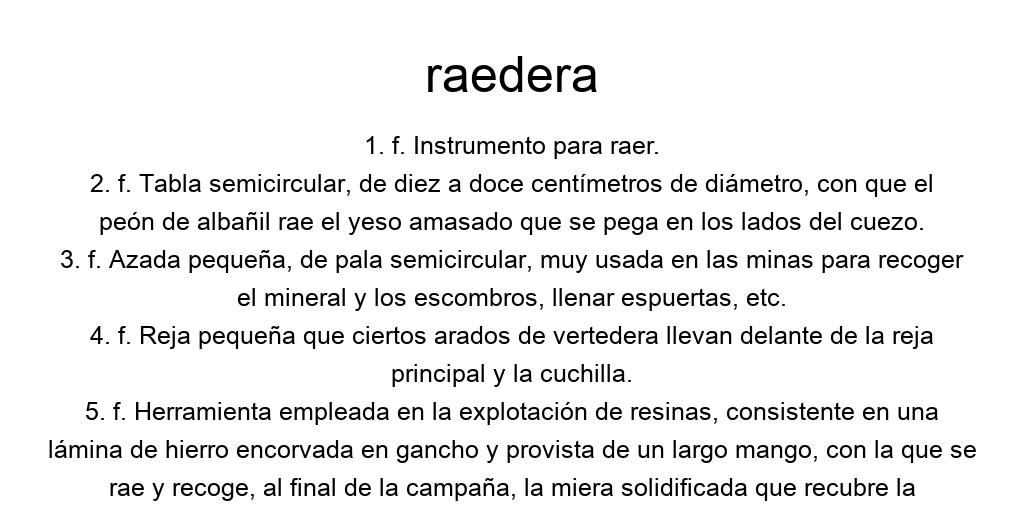 raedera
1. f. Instrumento para raer.
2. f. Tabla semicircular, de diez a doce centímetros de diámetro, con que el
peón de albañil rae el yeso amasado que se pega en los lados del cuezo.
3. f. Azada pequeña, de pala semicircular, muy usada en las minas para recoger
el mineral y los escombros, llenar espuertas, etc.
4. f. Reja pequeña que ciertos arados de vertedera llevan delante de la reja
principal y la cuchilla.
5. f. Herramienta empleada en la explotación de resinas, consistente en una
lámina de hierro encorvada en gancho y provista de un largo mango, con la que se
rae y recoge, al final de la campaña, la miera solidificada que recubre la